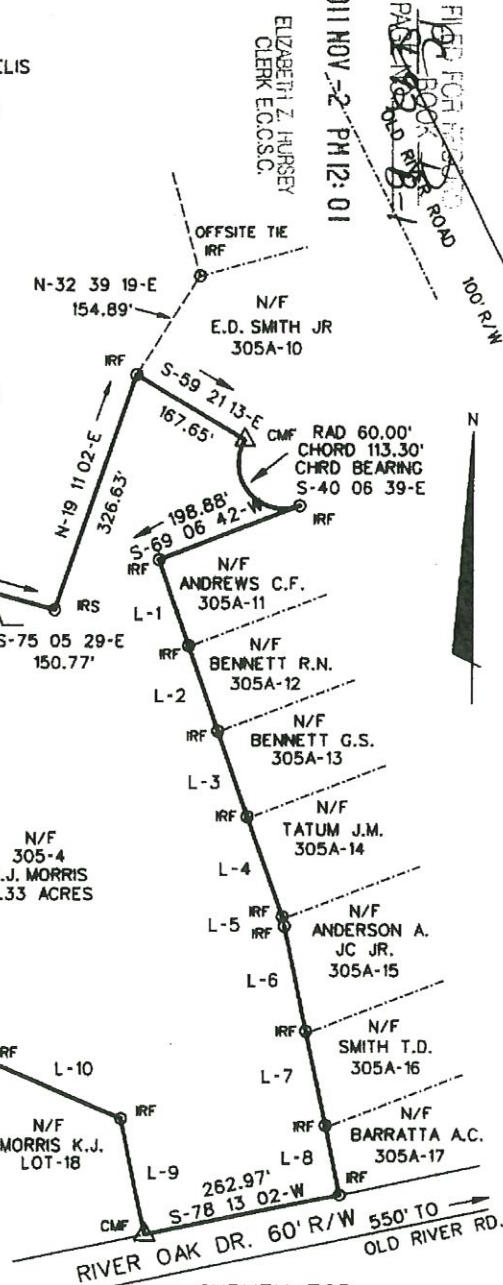 ELIS
ELIZABETH Z. HURSEY
CLERK E.C.C.S.C.
2011 NOV -2 PM 12:01
FILED FOR RECORD
BOOK
PAGE
B-1
OLD RIVER ROAD
100' R/W
OFFSITE TIE
IRF
N-32 39 19-E
154.89'
N/F
E.D. SMITH JR
305A-10
IRF
S-59 21 13-E
167.65'
CMF
RAD 60.00'
CHORD 113.30'
CHRD BEARING
S-40 06 39-E
IRF
N
N-19 11 02-E
326.63'
198.88'
S-69 06 42-W
IRF
IRS
S-75 05 29-E
150.77'
N/F
ANDREWS C.F.
305A-11
L-1
IRF
N/F
BENNETT R.N.
305A-12
L-2
IRF
N/F
BENNETT G.S.
305A-13
L-3
IRF
N/F
TATUM J.M.
305A-14
L-4
N/F
305-4
.J. MORRIS
.33 ACRES
IRF
L-5
IRF
N/F
ANDERSON A.
JC JR.
305A-15
L-6
IRF
N/F
SMITH T.D.
305A-16
L-7
RF
L-10
IRF
IRF
N/F
BARRATTA A.C.
305A-17
N/F
MORRIS K.J.
LOT-18
L-9
L-8
IRF
262.97'
S-78 13 02-W
CMF
RIVER OAK DR. 60' R/W
550' TO
OLD RIVER RD.